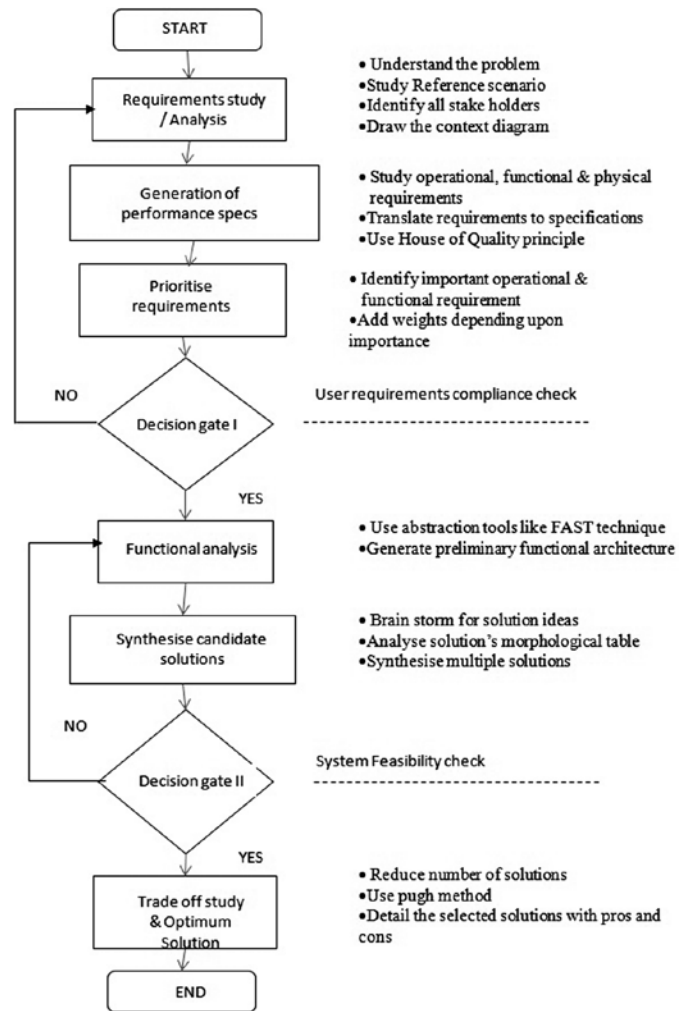 START
Requirements study
/ Analysis
• Understand the problem
•Study Reference scenario
•Identify all stake holders
•Draw the context diagram
Generation of
performance specs
• Study operational, functional & physical
requirements
•Translate requirements to specifications
•Use House of Quality principle
Prioritise
requirements
• Identify important operational &
functional requirement
•Add weights depending upon
importance
NO
Decision gate I
User requirements compliance check
YES
Functional analysis
• Use abstraction tools like FAST technique
•Generate preliminary functional architecture
Synthesise candidate
solutions
• Brain storm for solution ideas
•Analyse solution's morphological table
•Synthesise multiple solutions
NO
Decision gate II
System Feasibility check
YES
Trade off study
& Optimum
Solution
• Reduce number of solutions
•Use pugh method
•Detail the selected solutions with pros and
cons
END